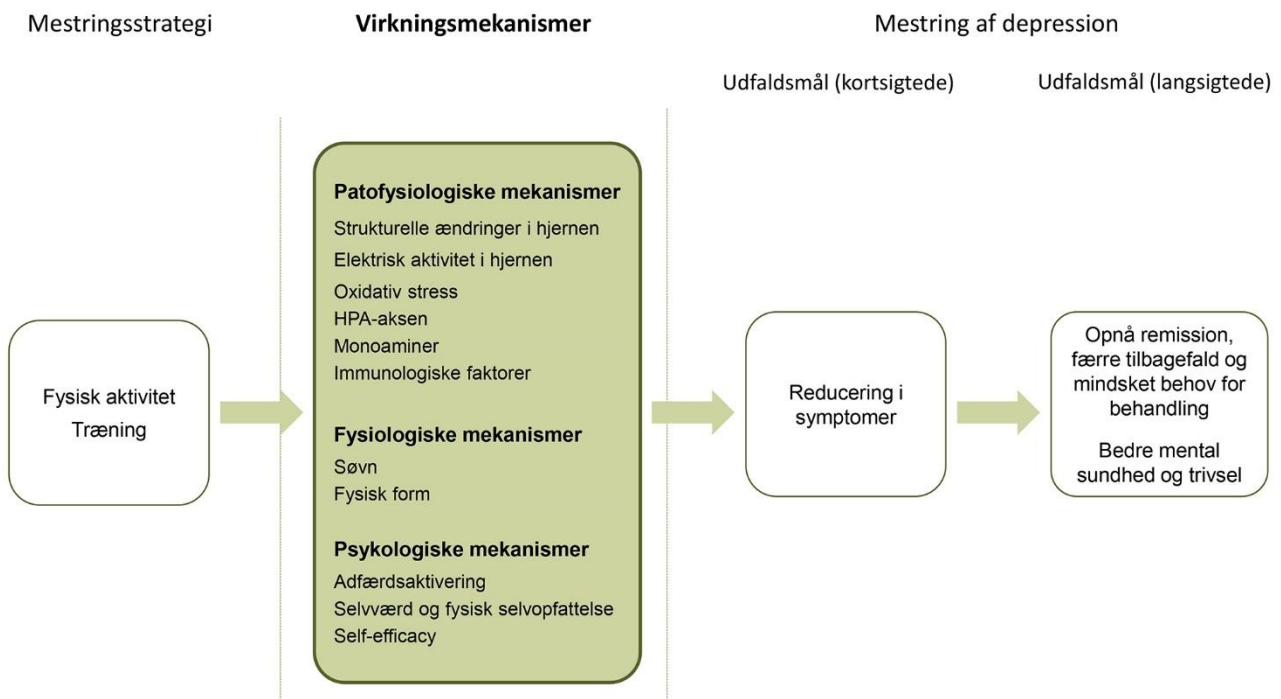 Mestringsstrategi
Virkningsmekanismer
Mestring af depression
Udfaldsmål (kortsigtede)
Udfaldsmål (langsigtede)
Fysisk aktivitet
Træning
Patofysiologiske mekanismer
Strukturelle ændringer i hjernen
Elektrisk aktivitet i hjernen
Oxidativ stress
HPA-aksen
Monoaminer
Immunologiske faktorer
Fysiologiske mekanismer
Søvn
Fysisk form
Psykologiske mekanismer
Adfærdsaktivering
Selvværd og fysisk selvopfattelse
Self-efficacy
Reducering i
symptomer
Opnå remission,
færre tilbagefald og
mindsket behov for
behandling
Bedre mental
sundhed og trivsel